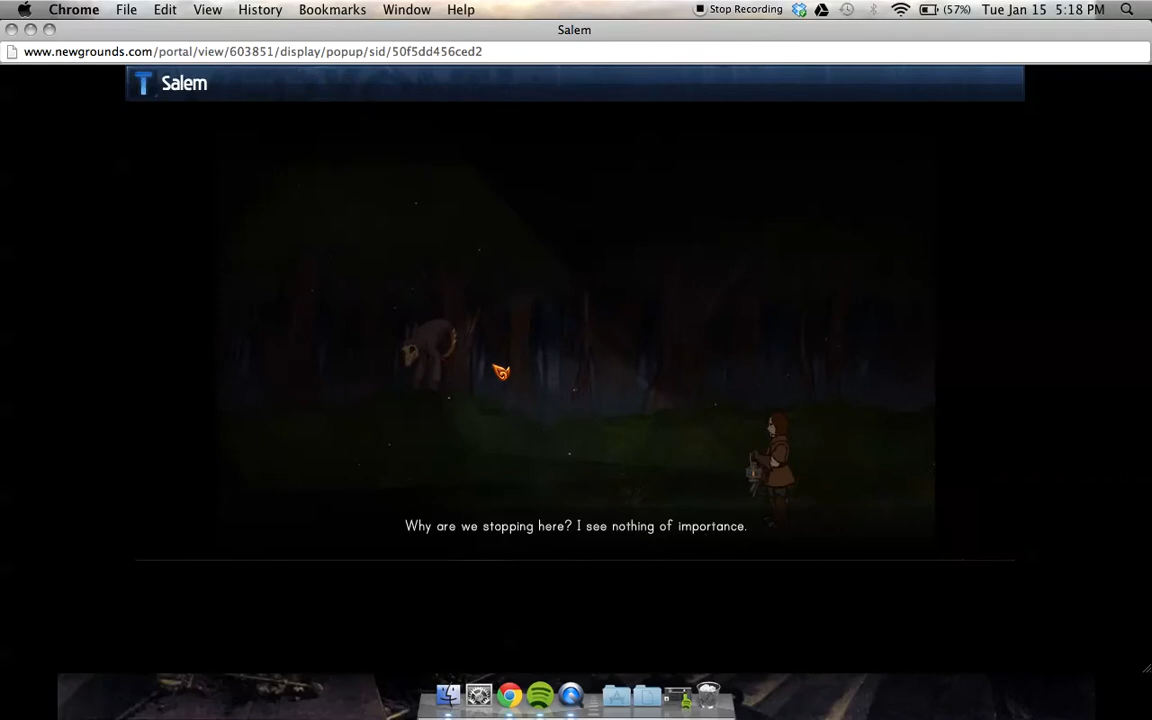 Chrome File Edit View History Bookmarks Window Help Stop Recording (57%) Tue Jan 15 5:18 PM
Salem
www.newgrounds.com/portal/view/603851/display/popup/sid/50f5dd456ced2
T Salem
Why are we stopping here? I see nothing of importance.